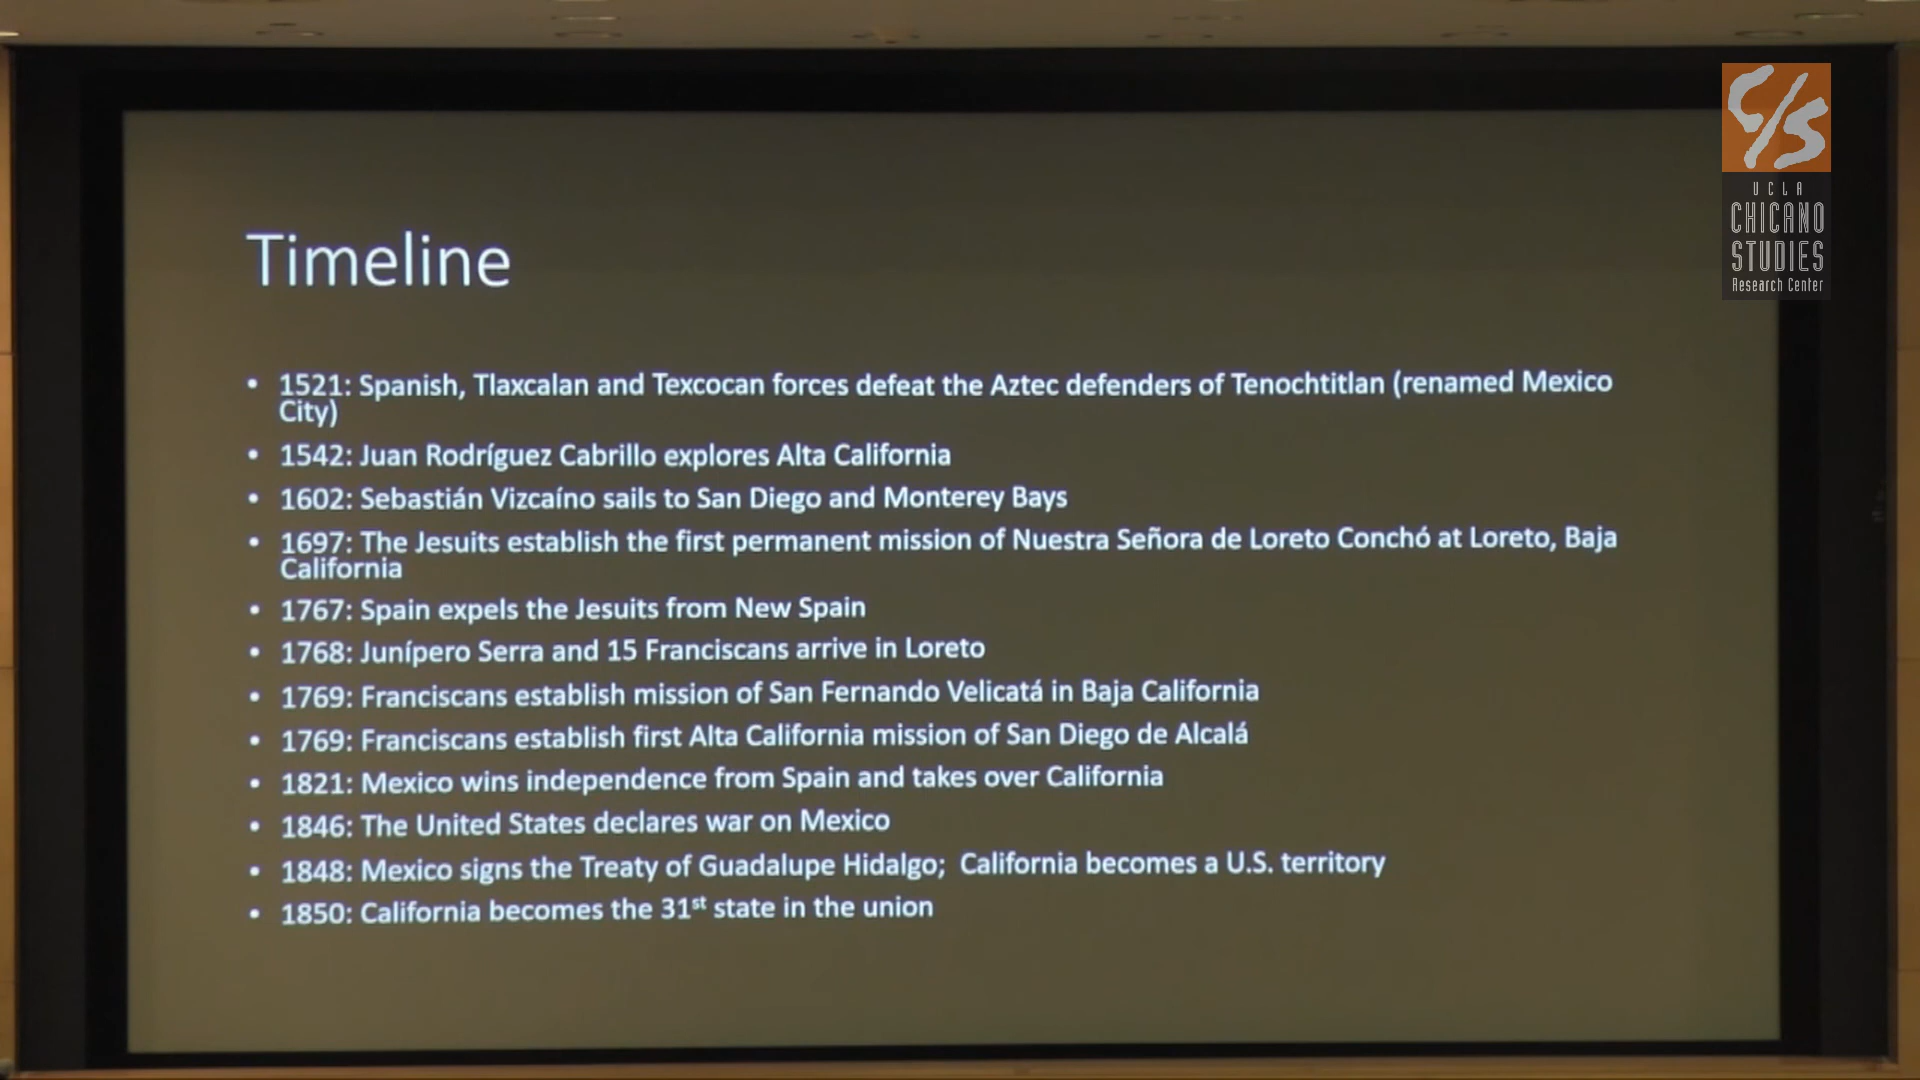 Timeline
• 1521: Spanish, Tlaxcalan and Texcocan forces defeat the Aztec defenders of Tenochtitlan (renamed Mexico
City)
• 1542: Juan Rodríguez Cabrillo explores Alta California
• 1602: Sebastián Vizcaíno sails to San Diego and Monterey Bays
• 1697: The Jesuits establish the first permanent mission of Nuestra Señora de Loreto Conchó at Loreto, Baja
California
• 1767: Spain expels the Jesuits from New Spain
• 1768: Junípero Serra and 15 Franciscans arrive in Loreto
• 1769: Franciscans establish mission of San Fernando Velicatá in Baja California
• 1769: Franciscans establish first Alta California mission of San Diego de Alcalá
• 1821: Mexico wins independence from Spain and takes over California
• 1846: The United States declares war on Mexico
• 1848: Mexico signs the Treaty of Guadalupe Hidalgo;  California becomes a U.S. territory
• 1850: California becomes the 31st state in the union
C/S
UCLA
CHICANO
STUDIES
Research Center